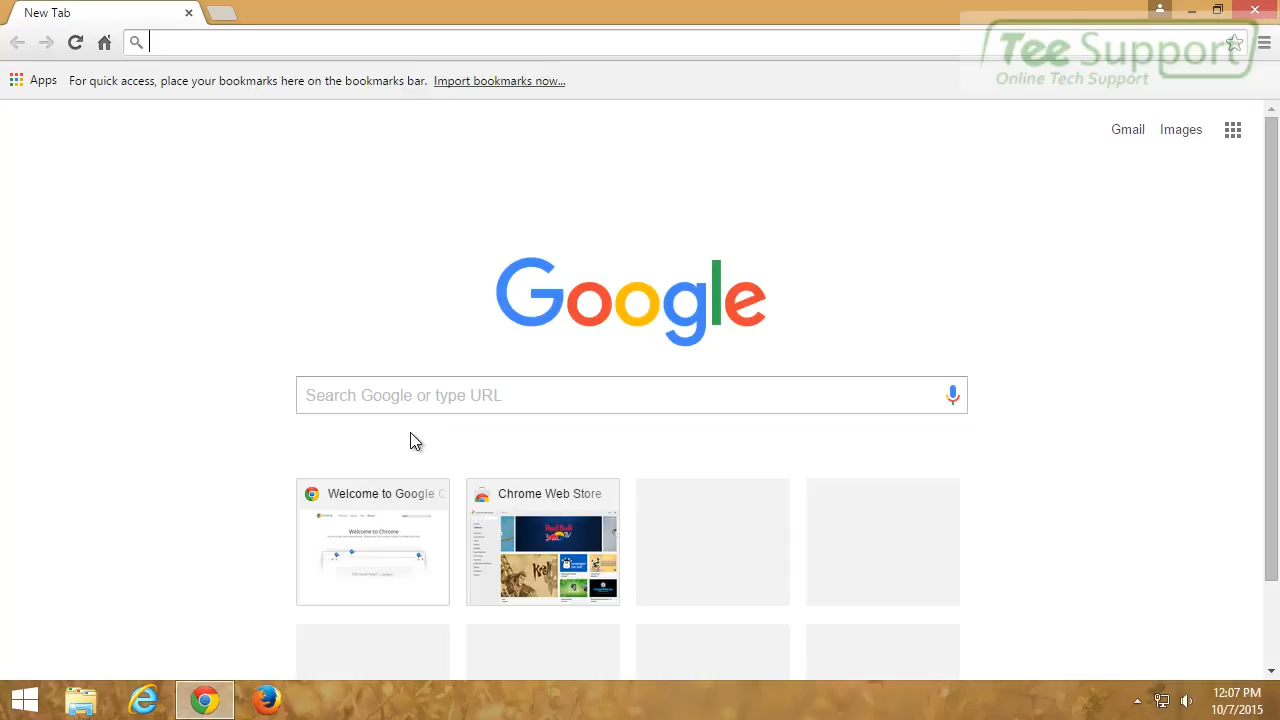 New Tab
Tee Support
Online Tech Support
Apps
For quick access, place your bookmarks here on the bookmarks bar. Import bookmarks now...
Gmail
Images
Google
Search Google or type URL
Welcome to Google C
Chrome Web Store
Welcome to Chrome
12:07 PM
10/7/2015